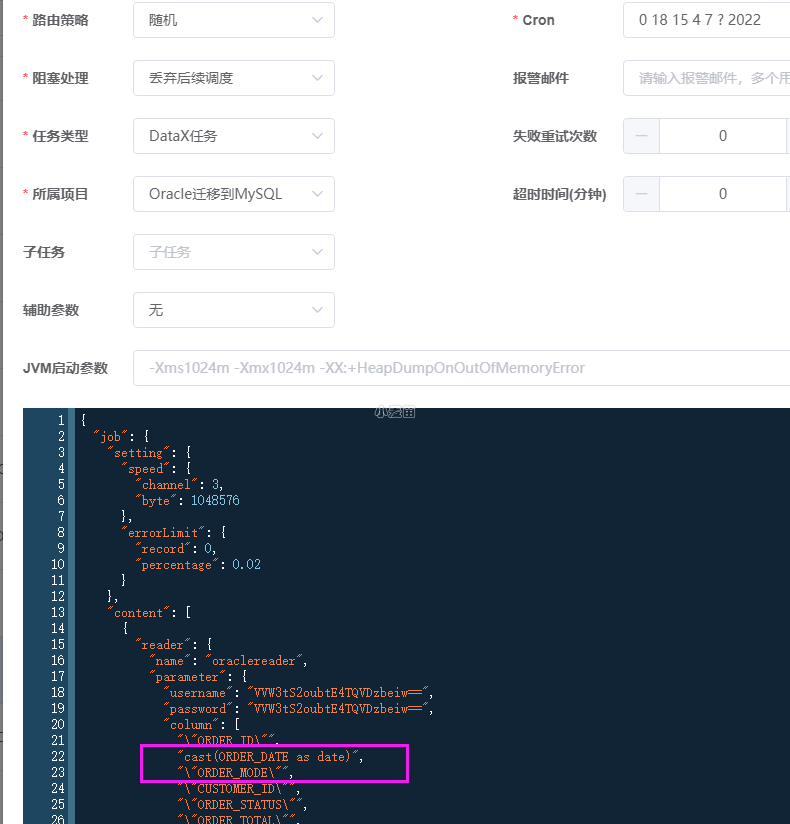 * 路由策略 随机 * Cron 0 18 15 4 7 ? 2022
* 阻塞处理 丢弃后续调度 报警邮件 请输入报警邮件，多个用
* 任务类型 DataX任务 失败重试次数 — 0
* 所属项目 Oracle迁移到MySQL 超时时间(分钟) — 0
子任务 子任务
辅助参数 无
JVM启动参数 -Xms1024m -Xmx1024m -XX:+HeapDumpOnOutOfMemoryError
1 {
2 "job": {
3 "setting": {
4 "speed": {
5 "channel": 3,
6 "byte": 1048576
7 },
8 "errorLimit": {
9 "record": 0,
10 "percentage": 0.02
11 }
12 },
13 "content": [
14 {
15 "reader": {
16 "name": "oraclereader",
17 "parameter": {
18 "username": "VVW3tS2oubtE4TQVDzbeiw==",
19 "password": "VVW3tS2oubtE4TQVDzbeiw==",
20 "column": [
21 "\"ORDER_ID\"",
22 "cast(ORDER_DATE as date)",
23 "\"ORDER_MODE\"",
24 "\"CUSTOMER_ID\"",
25 "\"ORDER_STATUS\"",
26 "\"ORDER_TOTAL\"",